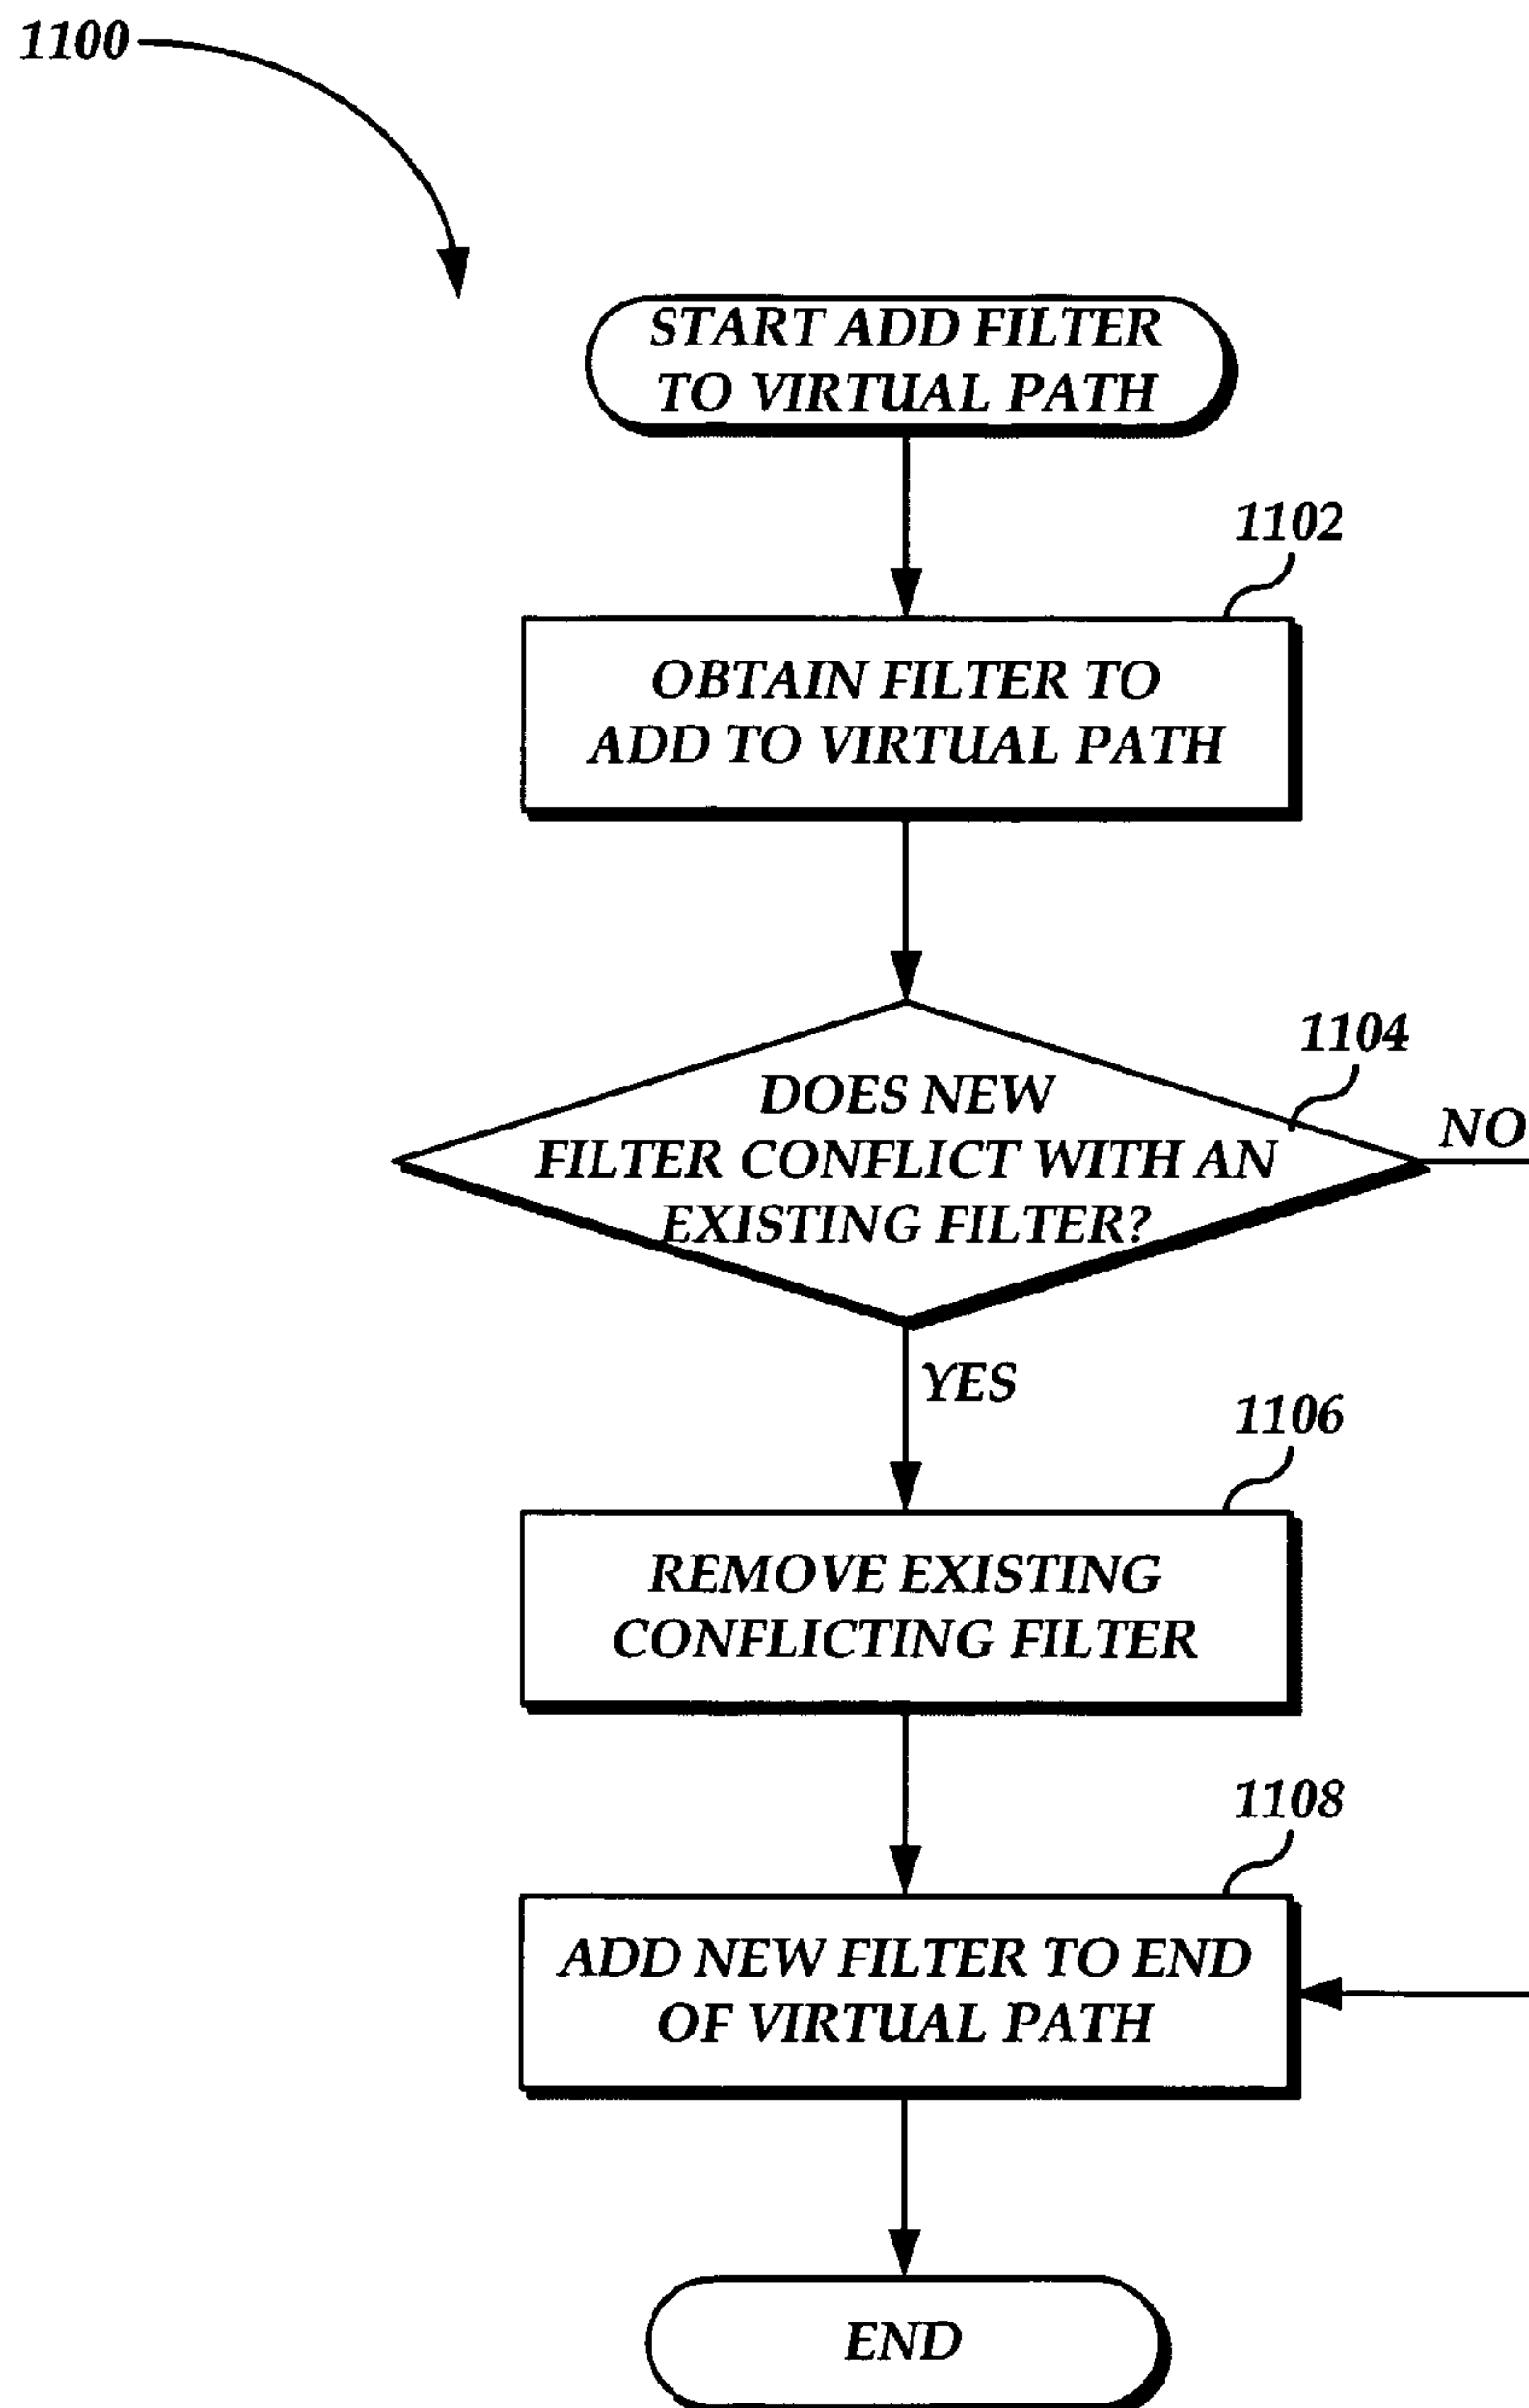 1100
START ADD FILTER
TO VIRTUAL PATH
1102
OBTAIN FILTER TO
ADD TO VIRTUAL PATH
1104
DOES NEW
FILTER CONFLICT WITH AN
EXISTING FILTER?
NO
YES
1106
REMOVE EXISTING
CONFLICTING FILTER
1108
ADD NEW FILTER TO END
OF VIRTUAL PATH
END